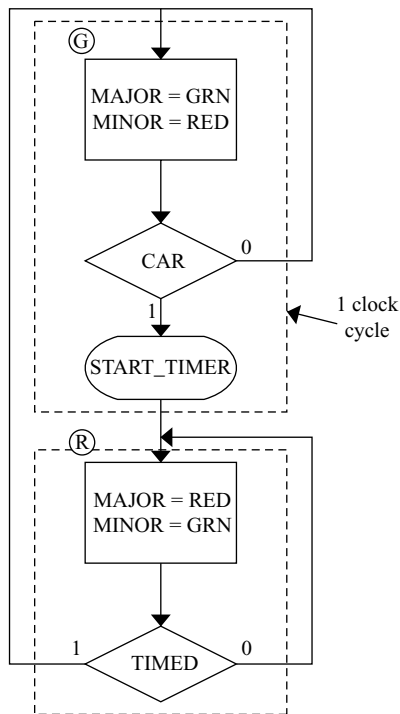 G
MAJOR = GRN
MINOR = RED
CAR
0
1
1 clock
cycle
START_TIMER
R
MAJOR = RED
MINOR = GRN
1
TIMED
0